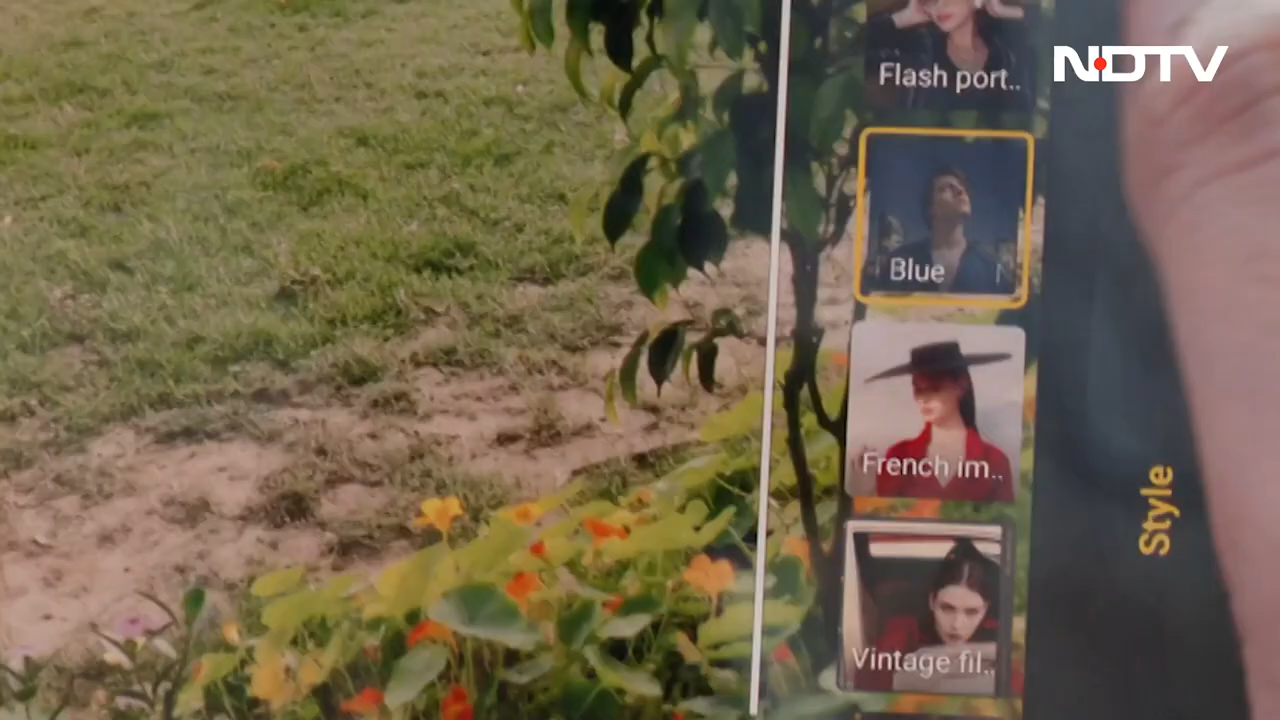 NDTV
Flash port..
Blue
French im..
Vintage fil..
Style